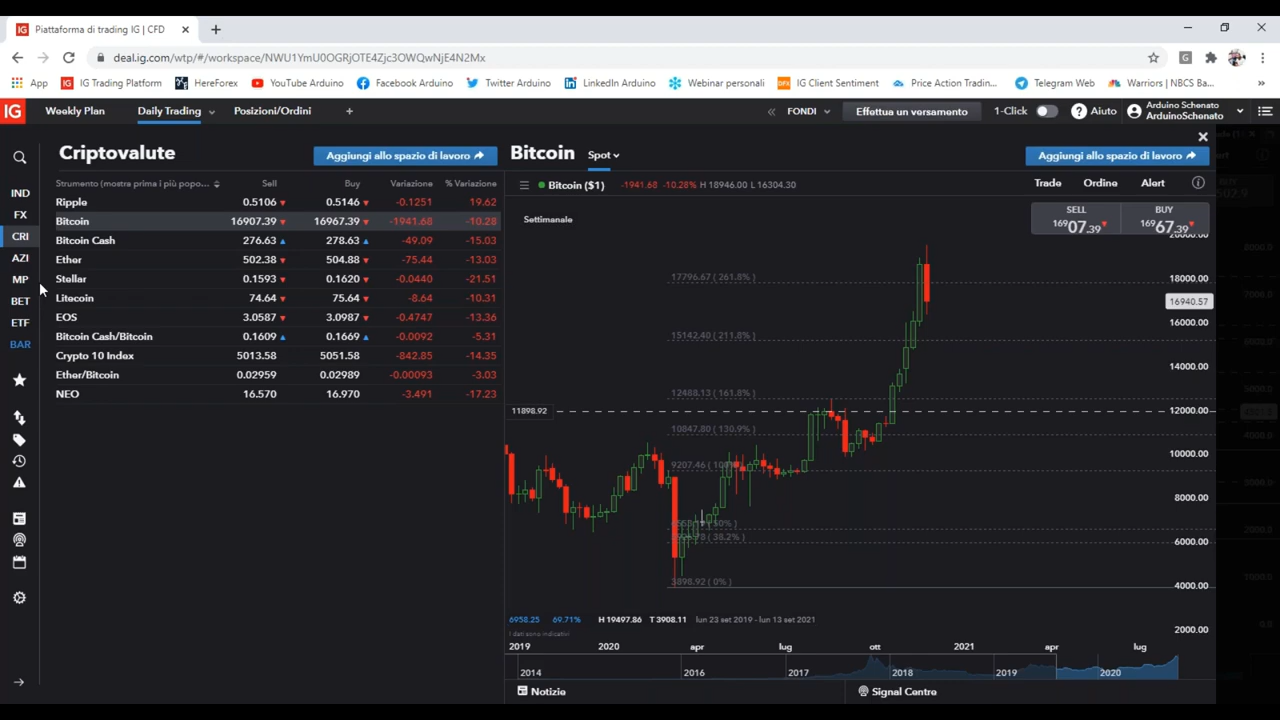 IG Piattaforma di trading IG | CFD
deal.ig.com/wtp/#/workspace/NWU1YmU0OGRjOTE4Zjc3OWQwNjE4N2Mx
App IG Trading Platform HereForex YouTube Arduino Facebook Arduino Twitter Arduino LinkedIn Arduino Webinar personali DFX IG Client Sentiment Price Action Tradin... Telegram Web Warriors | NBCS Ba... »
IG Weekly Plan Daily Trading Posizioni/Ordini + « FONDI Effettua un versamento 1-Click ? Aiuto Arduino Schenato
ArduinoSchenato
IND
FX
CRI
AZI
MP
BET
ETF
BAR
Criptovalute Aggiungi allo spazio di lavoro
Strumento (mostra prima i più popo... Sell Buy Variazione % Variazione
Ripple 0.5106 0.5146 -0.1251 19.62
Bitcoin 16907.39 16967.39 -1941.68 -10.28
Bitcoin Cash 276.63 278.63 -49.09 -15.03
Ether 502.38 504.88 -75.44 -13.03
Stellar 0.1593 0.1620 -0.0440 -21.51
Litecoin 74.64 75.64 -8.64 -10.31
EOS 3.0587 3.0987 -0.4747 -13.36
Bitcoin Cash/Bitcoin 0.1609 0.1669 -0.0092 -5.31
Crypto 10 Index 5013.58 5051.58 -842.85 -14.35
Ether/Bitcoin 0.02959 0.02989 -0.00093 -3.03
NEO 16.570 16.970 -3.491 -17.23
Bitcoin Spot Aggiungi allo spazio di lavoro
Bitcoin ($1) -1941.68 -10.28% H 18946.00 L 16304.30 Trade Ordine Alert
Settimanale
SELL BUY
16907.39 16967.39
20000.00
17796.67 ( 261.8% ) 18000.00
16940.57
16000.00
15142.40 ( 211.8% )
14000.00
12488.13 ( 161.8% )
11898.92 12000.00
10847.80 ( 130.9% )
10000.00
9207.46
8000.00
6000.00
( 38.2% )
3898.92 ( 0% ) 4000.00
6958.25 69.71% H 19497.86 T 3908.11 lun 23 set 2019 - lun 13 set 2021
I dati sono indicativi
2000.00
2019 2020 apr lug ott 2021 apr lug
2014 2016 2017 2018 2019 2020
Notizie Signal Centre